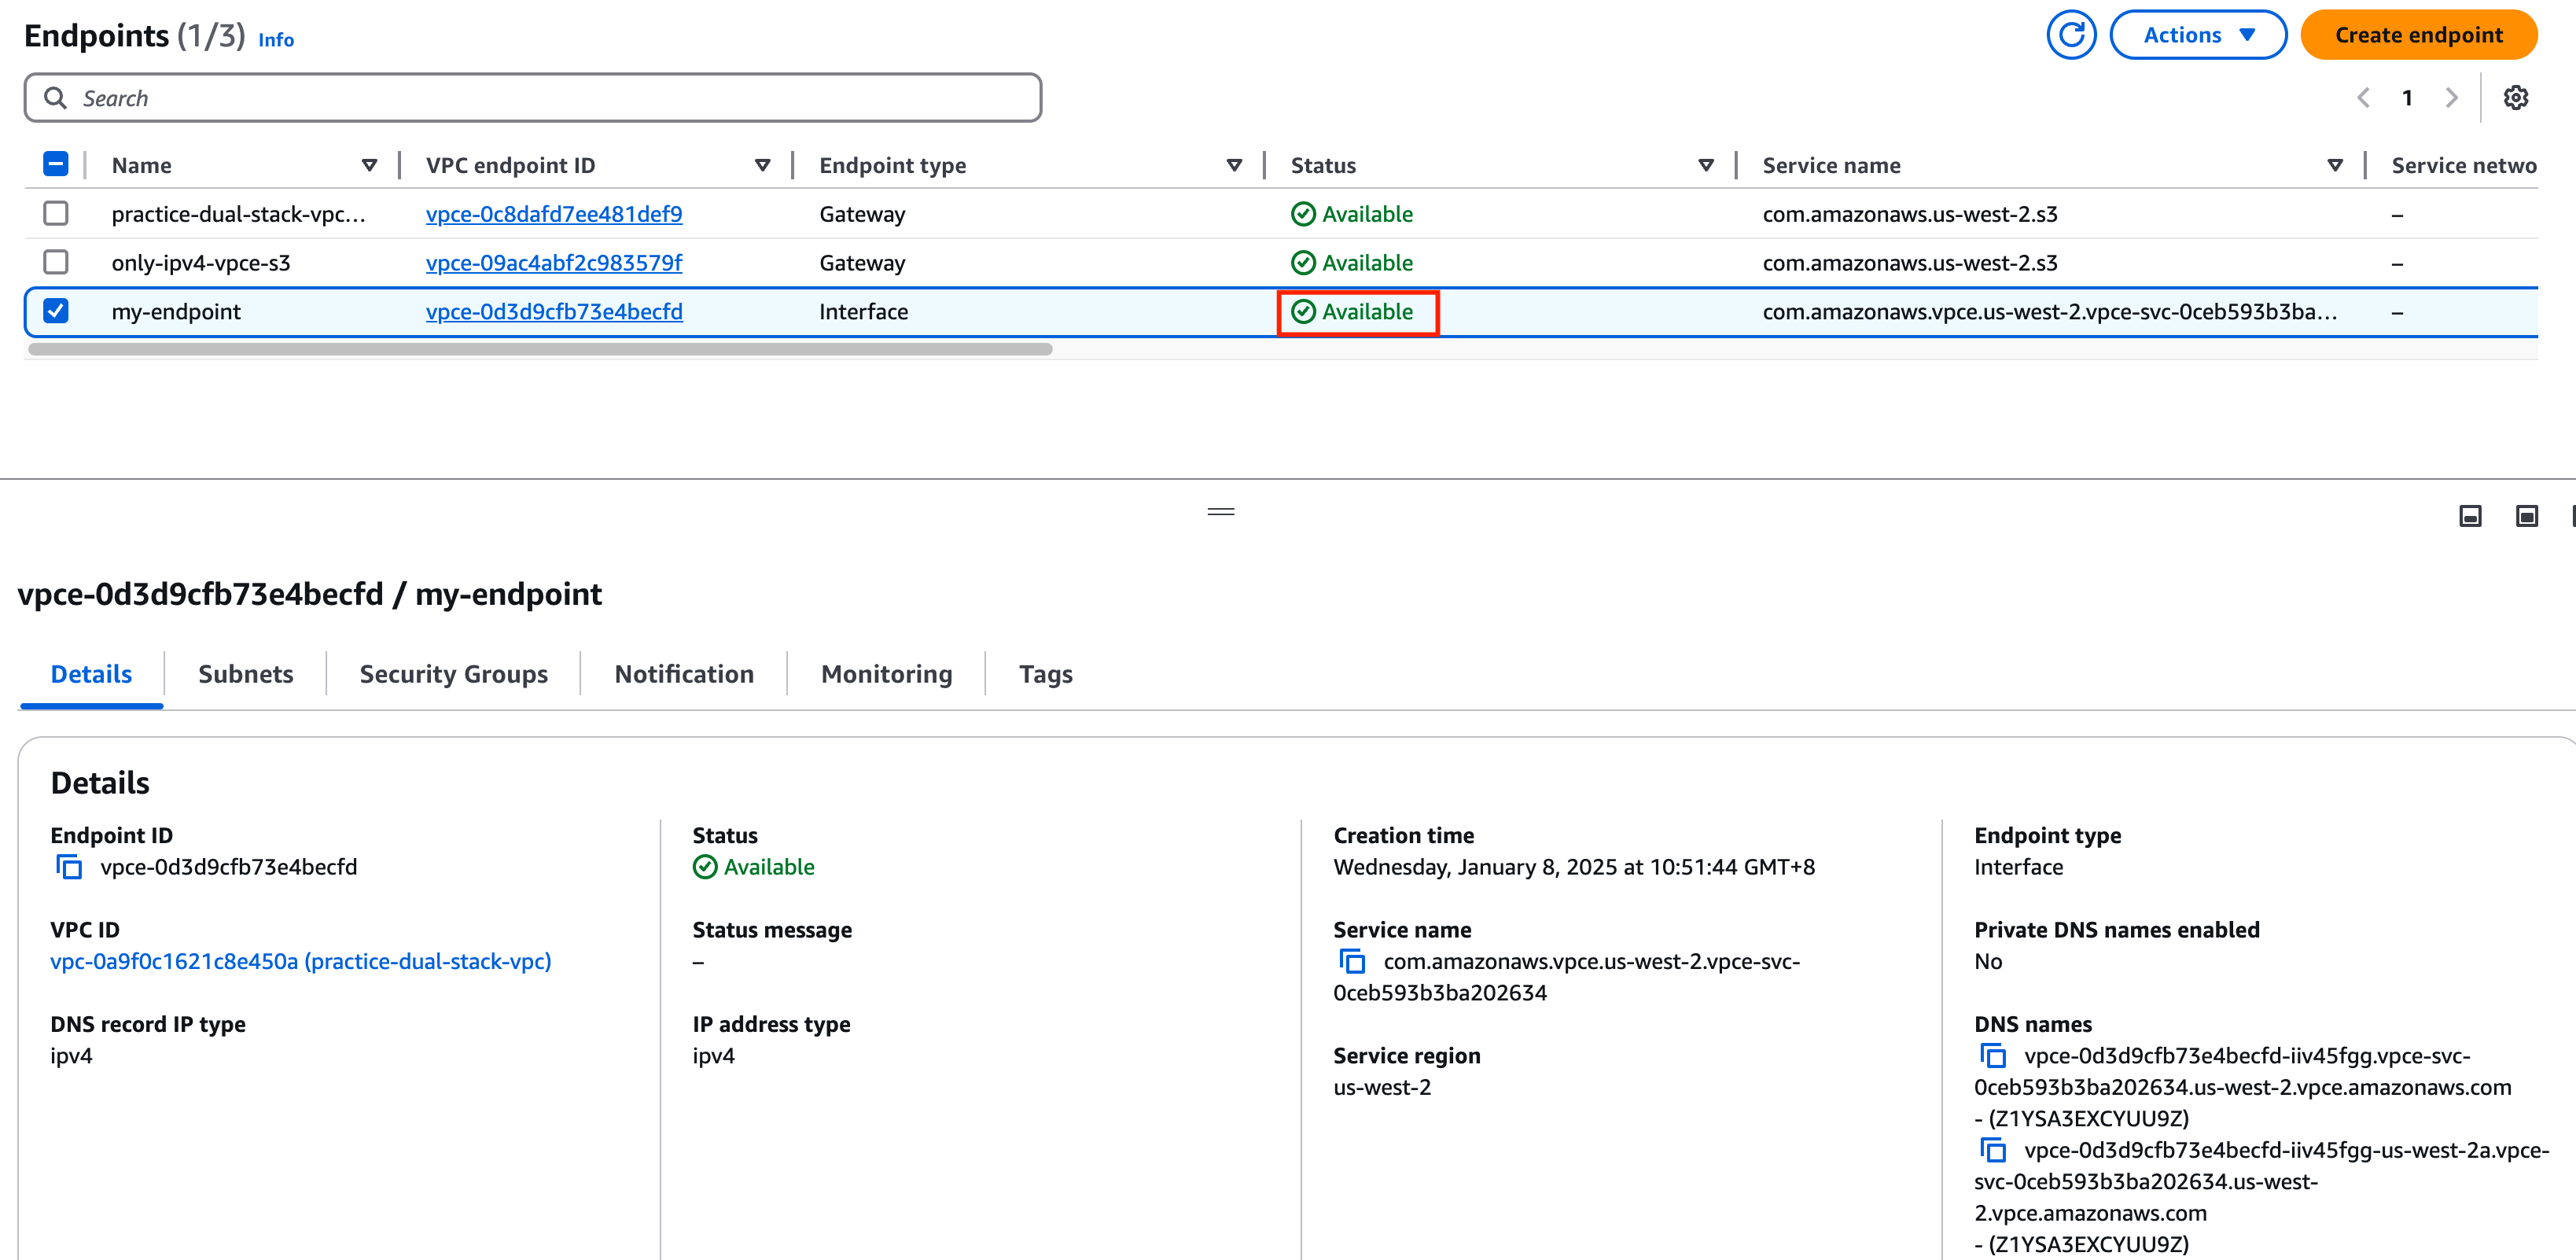 Endpoints (1/3) Info
Actions
Create endpoint
Search
1
Name VPC endpoint ID Endpoint type Status Service name Service netwo
practice-dual-stack-vpc... vpce-0c8dafd7ee481def9 Gateway Available com.amazonaws.us-west-2.s3 –
only-ipv4-vpce-s3 vpce-09ac4abf2c983579f Gateway Available com.amazonaws.us-west-2.s3 –
my-endpoint vpce-0d3d9cfb73e4becfd Interface Available com.amazonaws.vpce.us-west-2.vpce-svc-0ceb593b3ba... –
vpce-0d3d9cfb73e4becfd / my-endpoint
Details Subnets Security Groups Notification Monitoring Tags
Details
Endpoint ID
vpce-0d3d9cfb73e4becfd
VPC ID
vpc-0a9f0c1621c8e450a (practice-dual-stack-vpc)
DNS record IP type
ipv4
Status
Available
Status message
–
IP address type
ipv4
Creation time
Wednesday, January 8, 2025 at 10:51:44 GMT+8
Service name
com.amazonaws.vpce.us-west-2.vpce-svc-
0ceb593b3ba202634
Service region
us-west-2
Endpoint type
Interface
Private DNS names enabled
No
DNS names
vpce-0d3d9cfb73e4becfd-iiv45fgg.vpce-svc-
0ceb593b3ba202634.us-west-2.vpce.amazonaws.com
- (Z1YSA3EXCYUU9Z)
vpce-0d3d9cfb73e4becfd-iiv45fgg-us-west-2a.vpce-
svc-0ceb593b3ba202634.us-west-
2.vpce.amazonaws.com
- (Z1YSA3EXCYUU9Z)